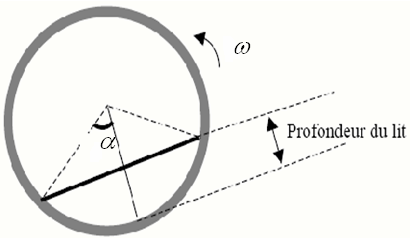 ω
α
Profondeur du lit